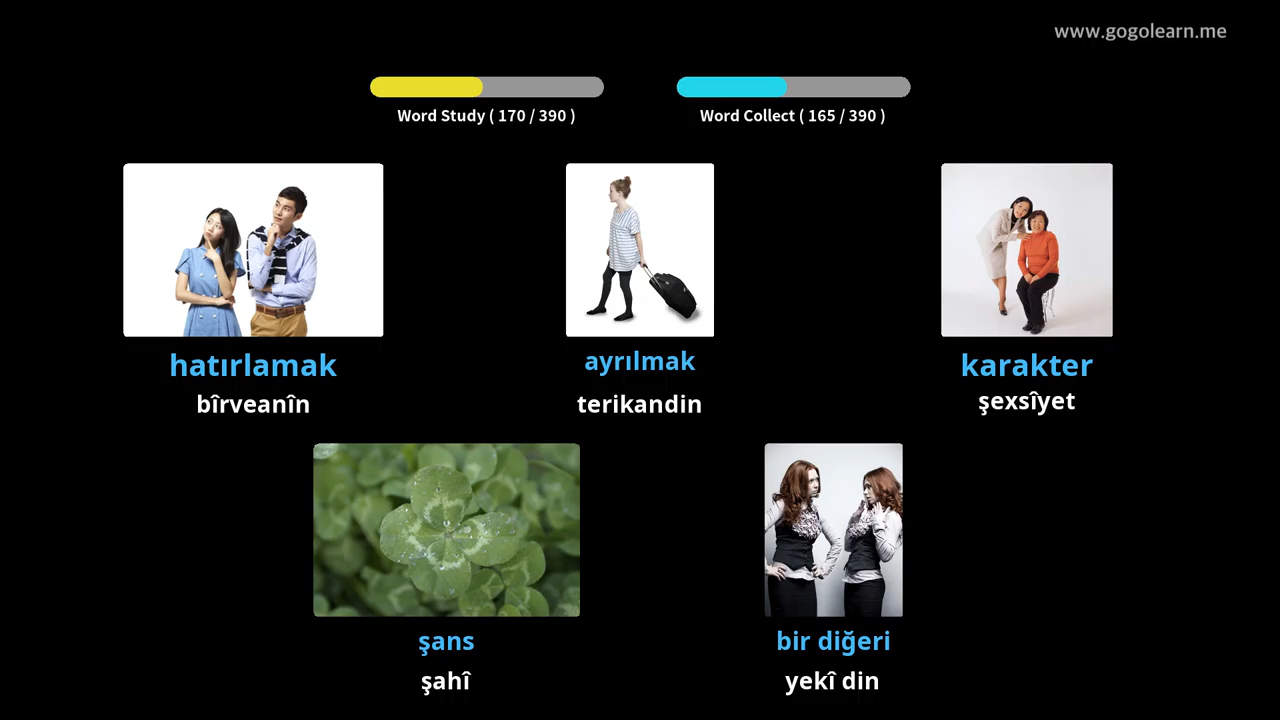 www.gogolearn.me
Word Study ( 170 / 390 )
Word Collect ( 165 / 390 )
hatırlamak
bîrveanîn
ayrılmak
terikandin
karakter
şexsîyet
şans
şahî
bir diğeri
yekî din